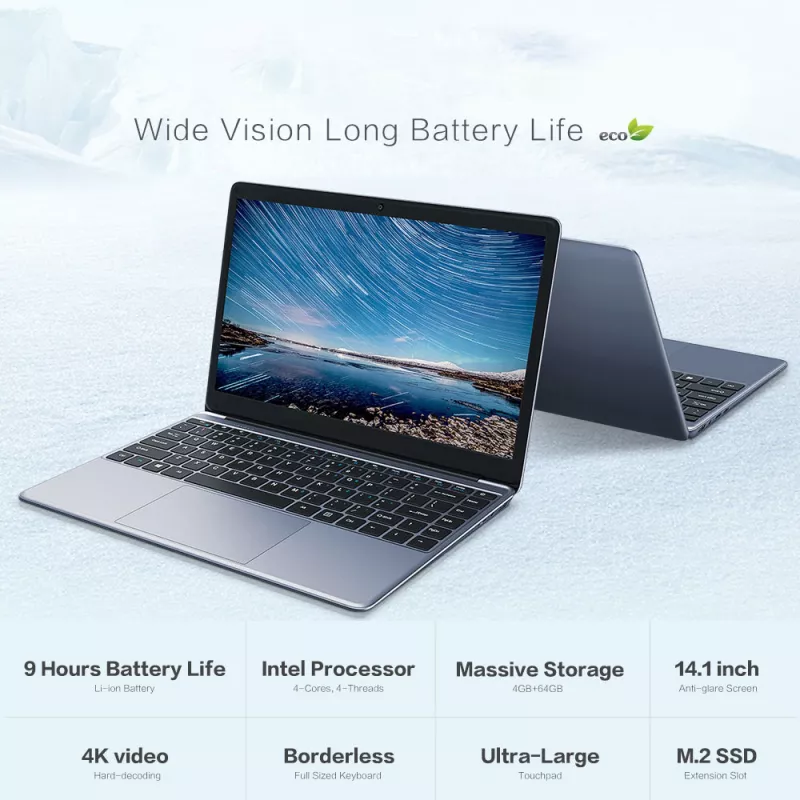 Wide Vision Long Battery Life eco
9 Hours Battery Life
Li-ion Battery
Intel Processor
4-Cores, 4-Threads
Massive Storage
4GB+64GB
14.1 inch
Anti-glare Screen
4K video
Hard-decoding
Borderless
Full Sized Keyboard
Ultra-Large
Touchpad
M.2 SSD
Extension Slot